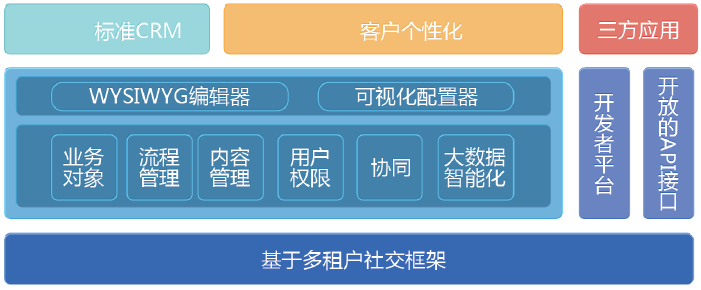 标准CRM
客户个性化
三方应用
WYSIWYG编辑器
可视化配置器
业务
对象
流程
管理
内容
管理
用户
权限
协同
大数据
智能化
开发者平台
开放的API接口
基于多租户社交框架